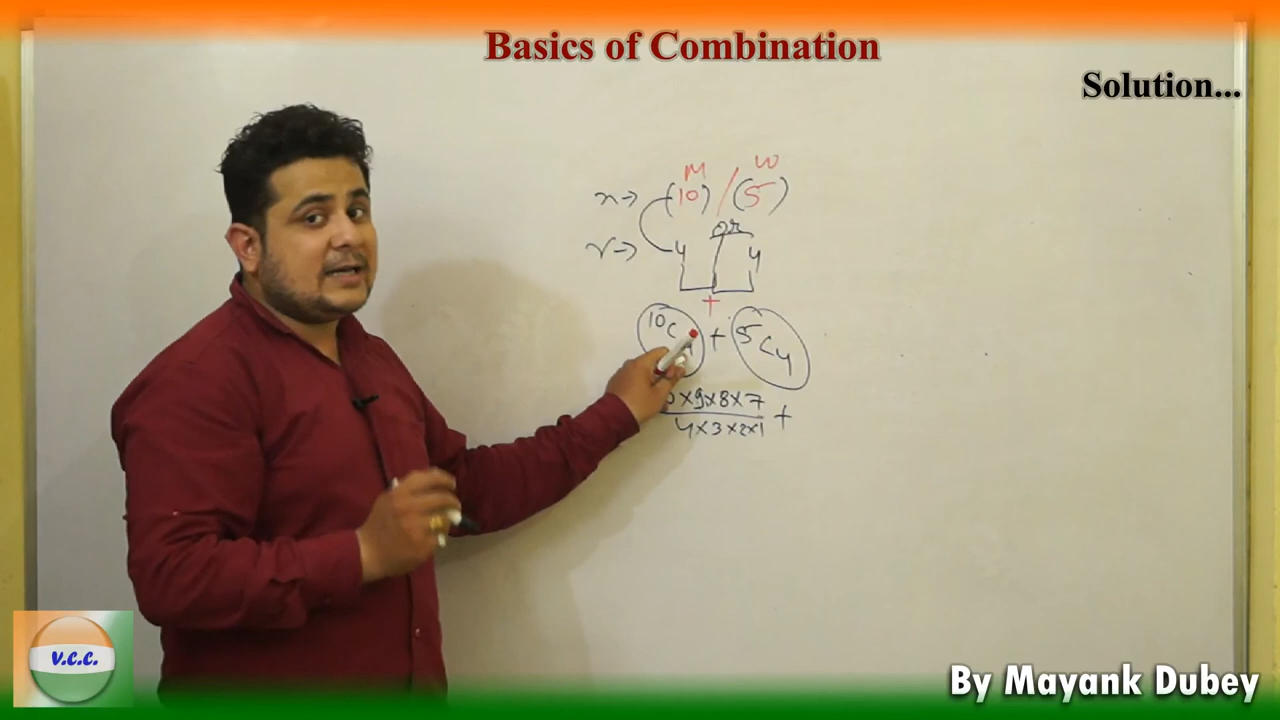 Basics of Combination
Solution...
M W
n→ (10) / (5)
or
r→ 4 4
+
10C4 + 5C4
×9×8×7 +
4×3×2×1
V.C.C.
By Mayank Dubey